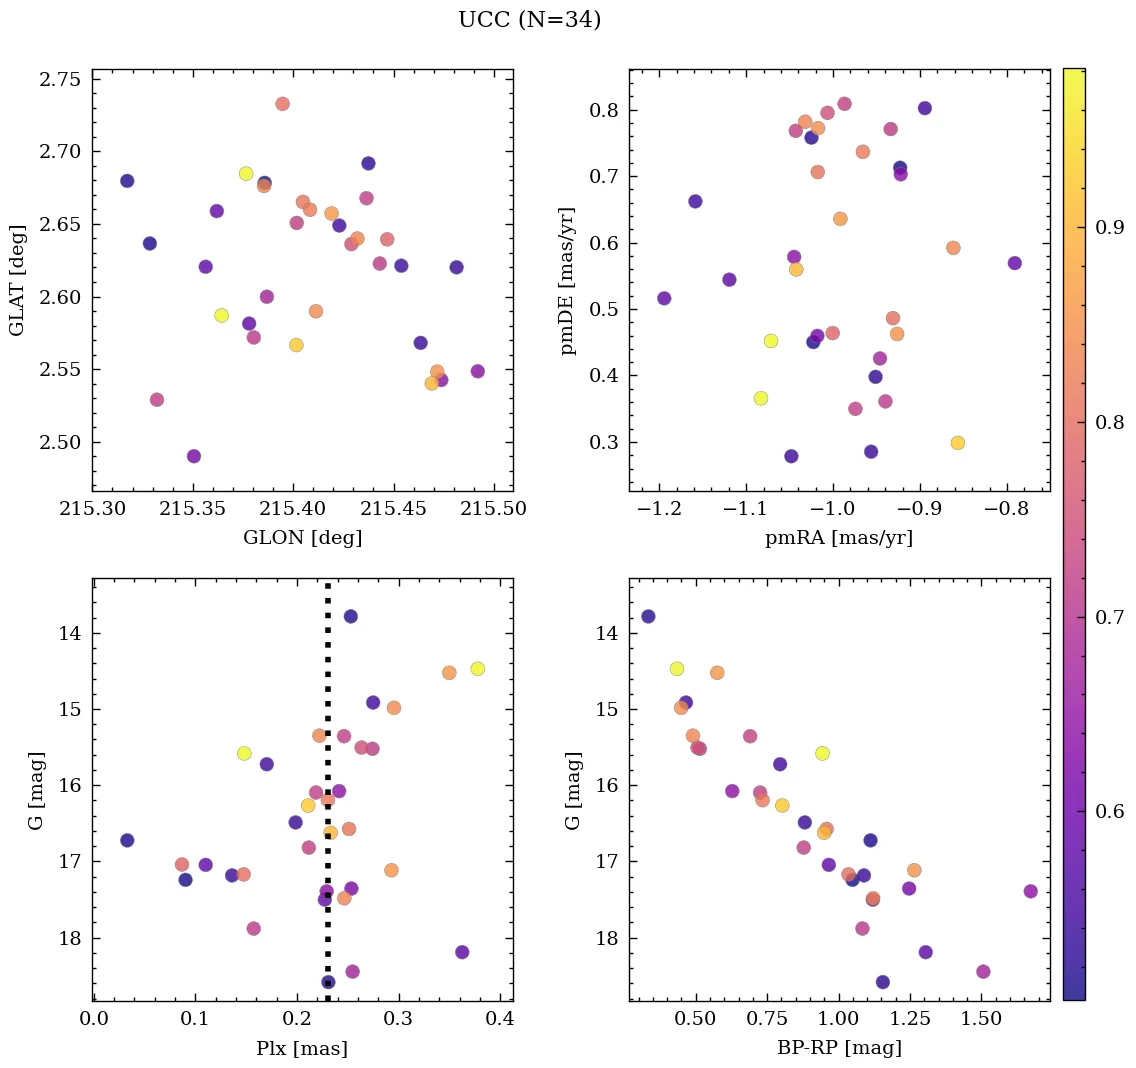 UCC (N=34)
2.75
2.70
2.65
2.60
2.55
2.50
GLAT [deg]
215.30 215.35 215.40 215.45 215.50
GLON [deg]
0.8
0.7
0.6
0.5
0.4
0.3
pmDE [mas/yr]
−1.2 −1.1 −1.0 −0.9 −0.8
pmRA [mas/yr]
14
15
16
17
18
G [mag]
0.0 0.1 0.2 0.3 0.4
Plx [mas]
14
15
16
17
18
G [mag]
0.50 0.75 1.00 1.25 1.50
BP-RP [mag]
0.9
0.8
0.7
0.6